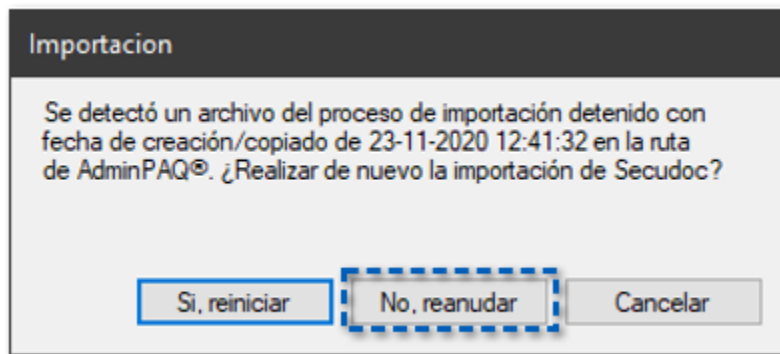 Importacion
Se detectó un archivo del proceso de importación detenido con
fecha de creación/copiado de 23-11-2020 12:41:32 en la ruta
de AdminPAQ®. ¿Realizar de nuevo la importación de Secudoc?
Si, reiniciar No, reanudar Cancelar